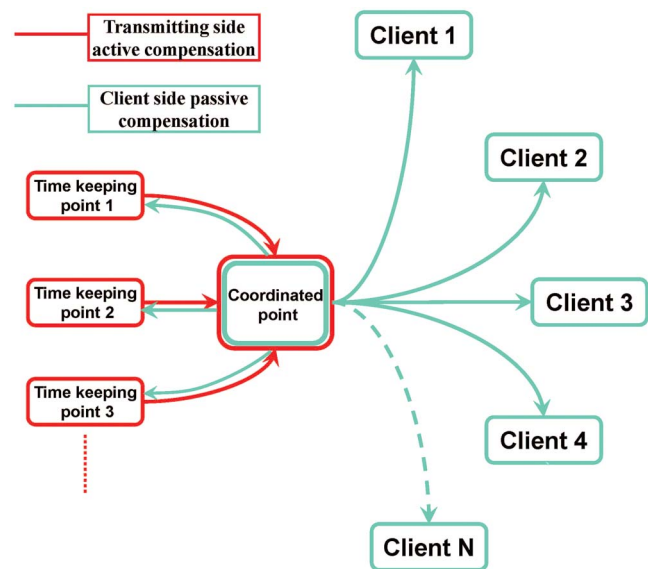 Transmitting side
active compensation
Client side passive
compensation
Time keeping
point 1
Time keeping
point 2
Time keeping
point 3
Coordinated
point
Client 1
Client 2
Client 3
Client 4
Client N